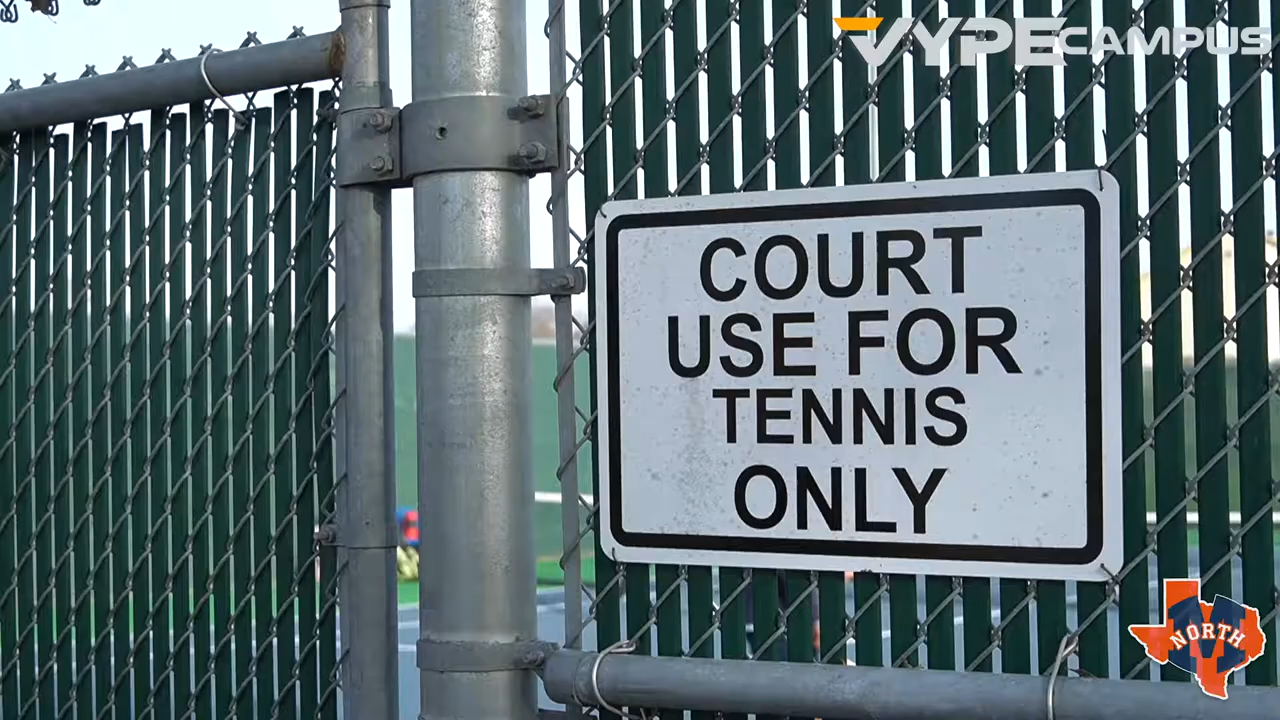 VYPE CAMPUS
COURT
USE FOR
TENNIS
ONLY
NORTH